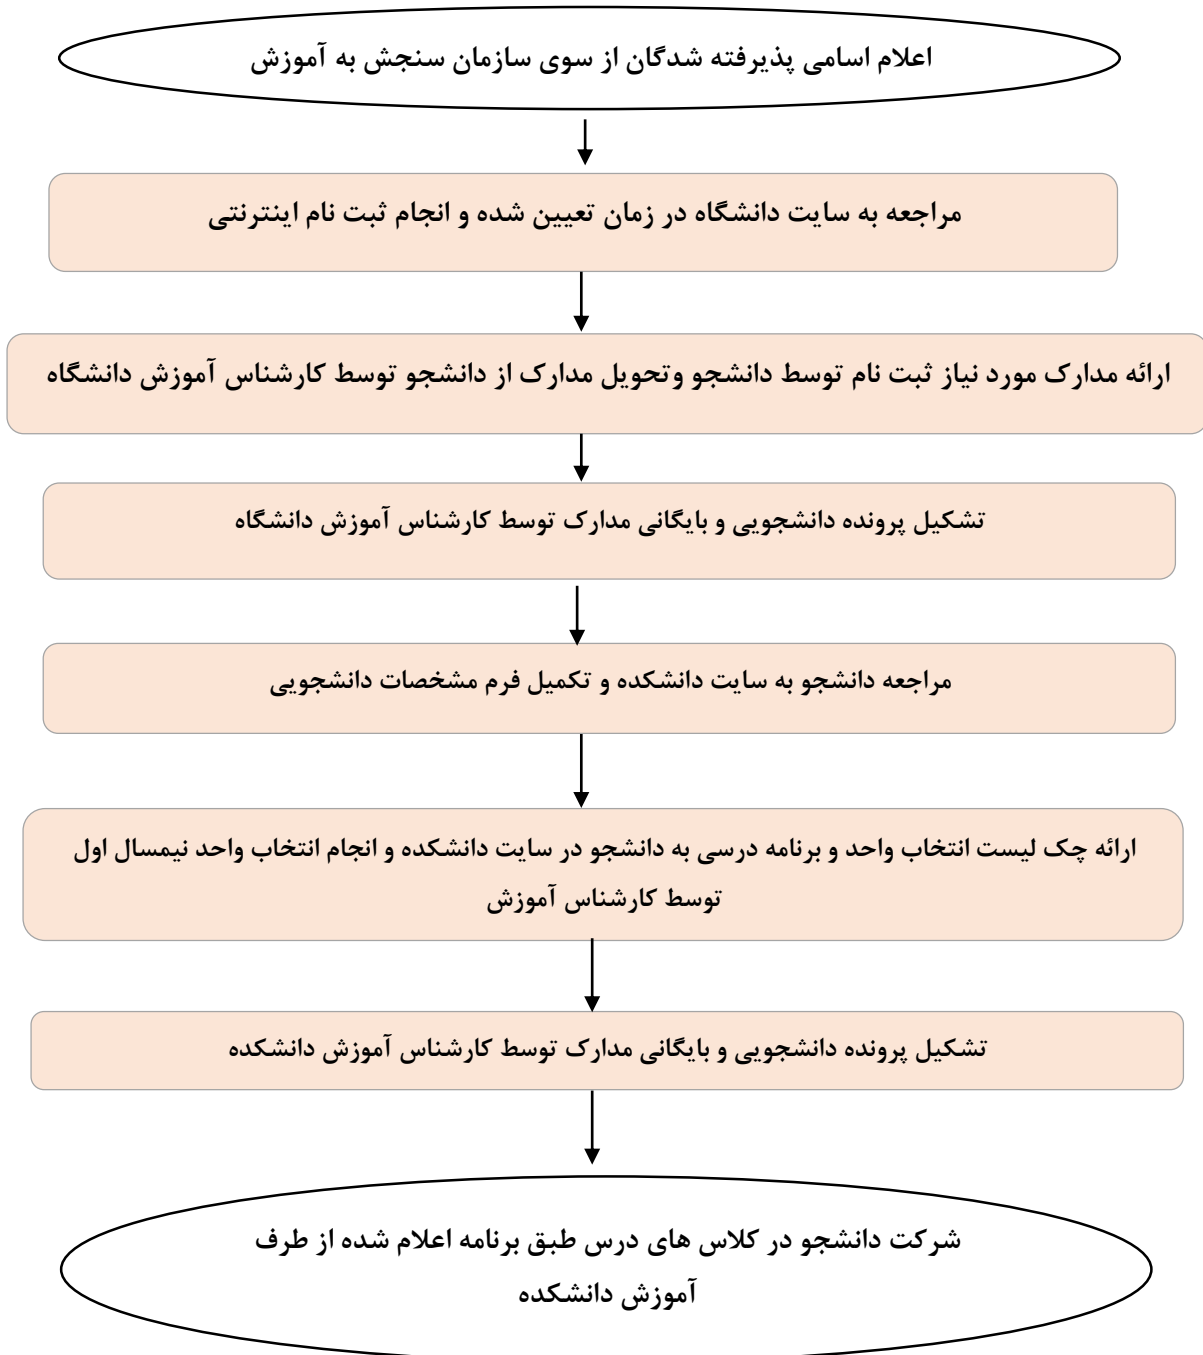 اعلام اسامی پذیرفته شدگان از سوی سازمان سنجش به آموزش
مراجعه به سایت دانشگاه در زمان تعیین شده و انجام ثبت نام اینترنتی
ارائه مدارک مورد نیاز ثبت نام توسط دانشجو وتحویل مدارک از دانشجو توسط کارشناس آموزش دانشگاه
تشکیل پرونده دانشجویی و بایگانی مدارک توسط کارشناس آموزش دانشگاه
مراجعه دانشجو به سایت دانشکده و تکمیل فرم مشخصات دانشجویی
ارائه چک لیست انتخاب واحد و برنامه درسی به دانشجو در سایت دانشکده و انجام انتخاب واحد نیمسال اول
توسط کارشناس آموزش
تشکیل پرونده دانشجویی و بایگانی مدارک توسط کارشناس آموزش دانشکده
شرکت دانشجو در کلاس های درس طبق برنامه اعلام شده از طرف
آموزش دانشکده